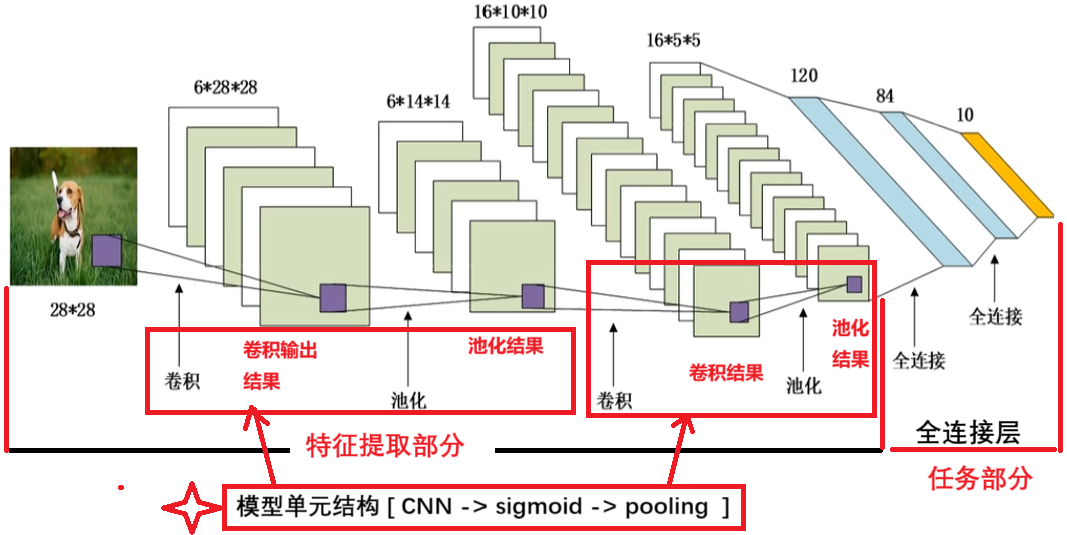 16*10*10
16*5*5
6*28*28
6*14*14
120
84
10
28*28
卷积
卷积输出
结果
池化
池化结果
卷积
卷积结果
池化
池化
结果
全连接
全连接
特征提取部分
全连接层
任务部分
模型单元结构 [ CNN -> sigmoid -> pooling ]